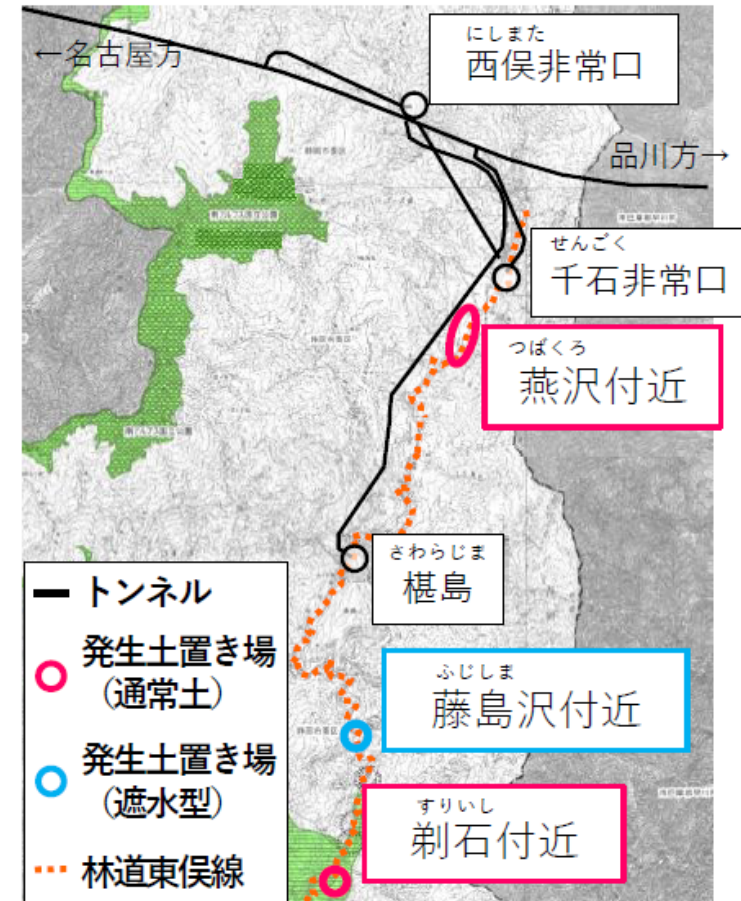 ←名古屋方
にしまた
西俣非常口
品川方→
せんごく
千石非常口
つばくろ
燕沢付近
さわらじま
椹島
ふじしま
藤島沢付近
すりいし
剃石付近
トンネル
発生土置き場
（通常土）
発生土置き場
（遮水型）
林道東俣線